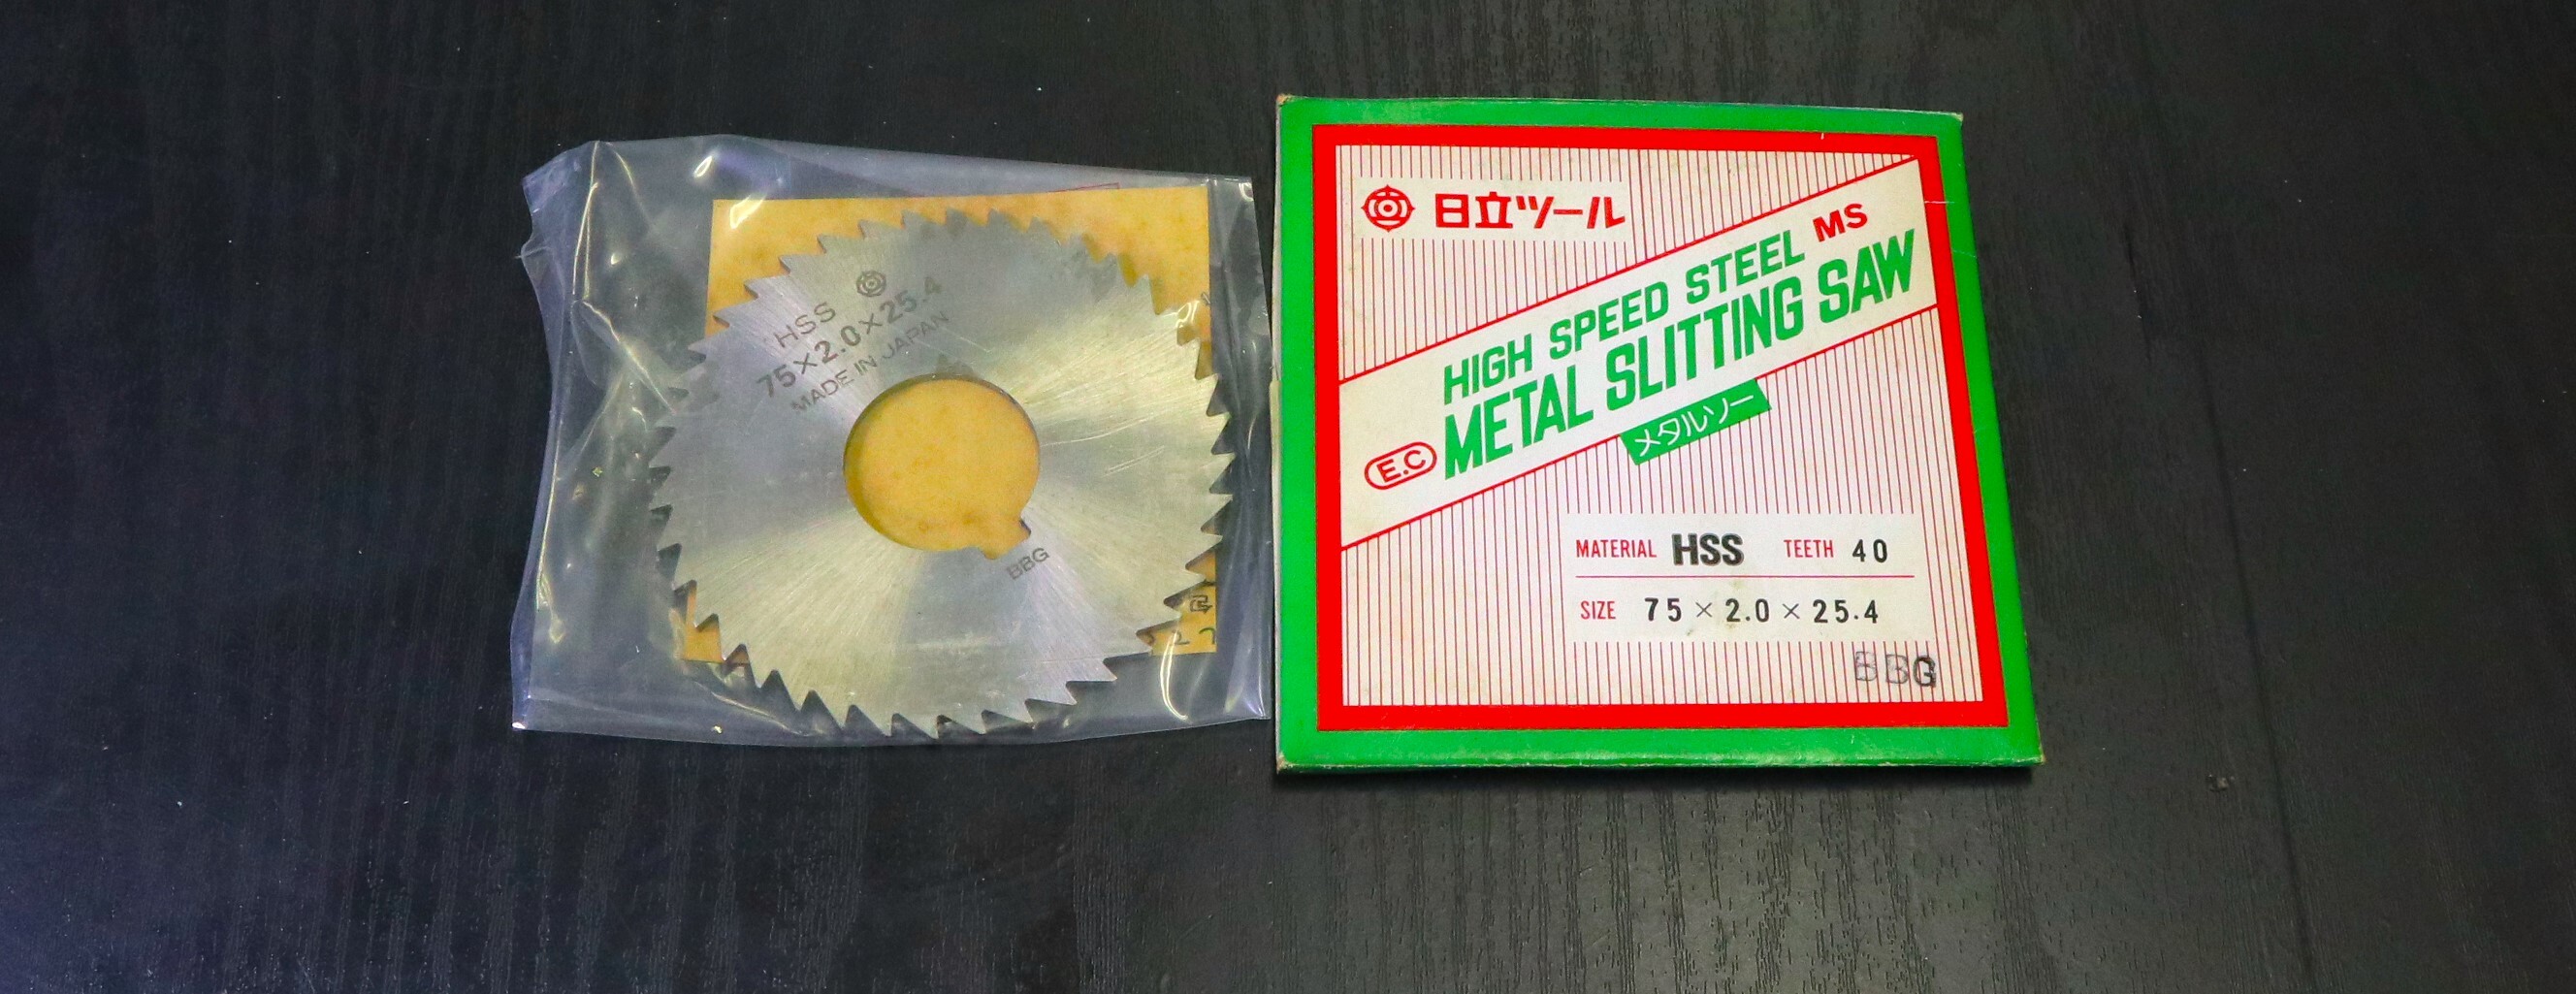 HSS
75×2.0×25.4
MADE IN JAPAN
BBG
27
日立ツール
HIGH SPEED STEEL MS
E.C METAL SLITTING SAW
メタルソー
MATERIAL HSS TEETH 40
SIZE 75 × 2.0 × 25.4
BBG